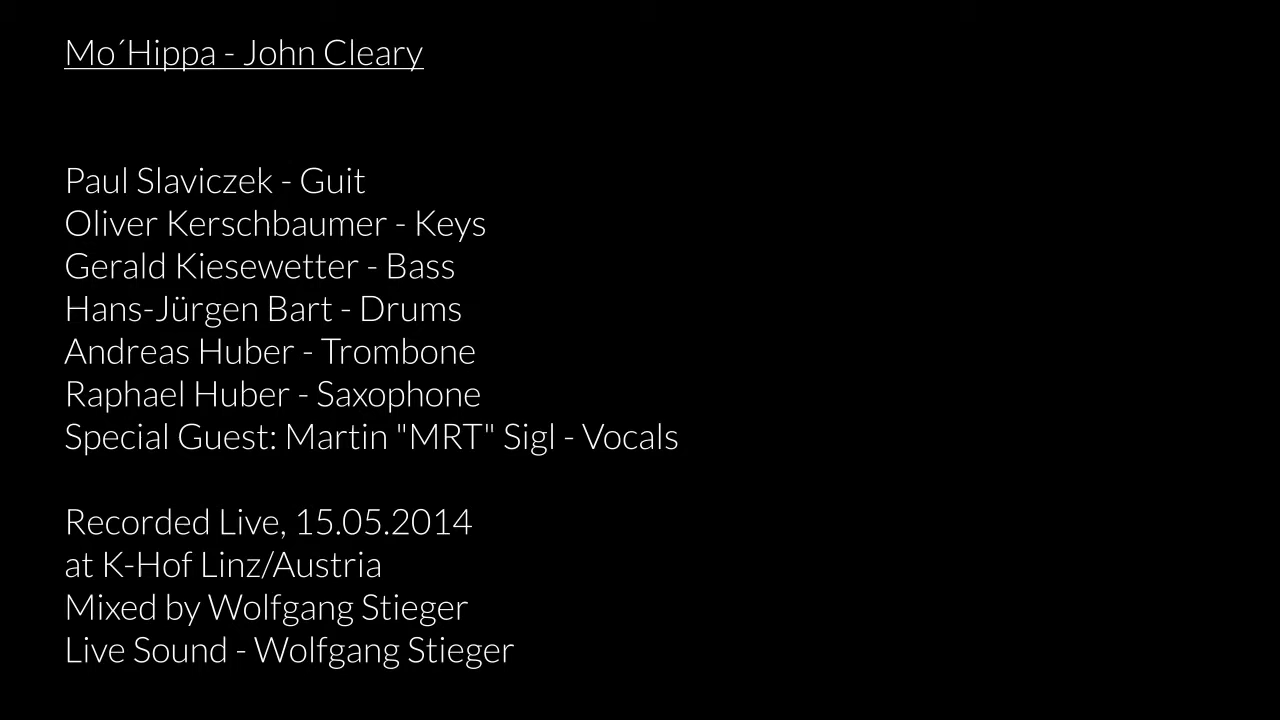 Mo´Hippa - John Cleary
Paul Slaviczek - Guit
Oliver Kerschbaumer - Keys
Gerald Kiesewetter - Bass
Hans-Jürgen Bart - Drums
Andreas Huber - Trombone
Raphael Huber - Saxophone
Special Guest: Martin "MRT" Sigl - Vocals
Recorded Live, 15.05.2014
at K-Hof Linz/Austria
Mixed by Wolfgang Stieger
Live Sound - Wolfgang Stieger